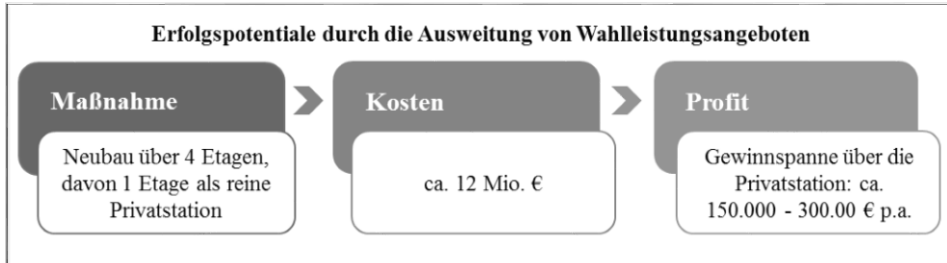 Erfolgspotentiale durch die Ausweitung von Wahlleistungsangeboten
Maßnahme
Neubau über 4 Etagen,
davon 1 Etage als reine
Privatstation
Kosten
ca. 12 Mio. €
Profit
Gewinnspanne über die
Privatstation: ca.
150.000 - 300.00 € p.a.